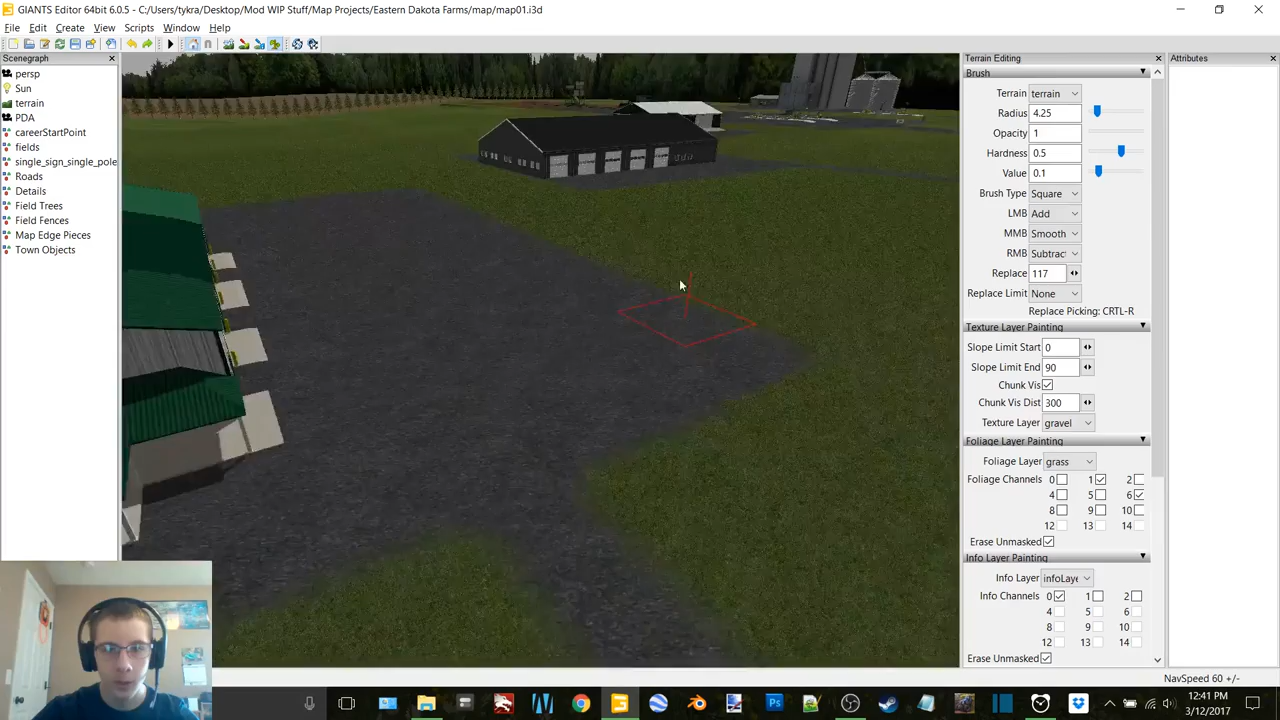 GIANTS Editor 64bit 6.0.5 - C:/Users/tykra/Desktop/Mod WIP Stuff/Map Projects/Eastern Dakota Farms/map/map01.i3d
File Edit Create View Scripts Window Help
Scenegraph
persp
Sun
terrain
PDA
careerStartPoint
fields
single_sign_single_pole
Roads
Details
Field Trees
Field Fences
Map Edge Pieces
Town Objects
Terrain Editing
Brush
Terrain terrain
Radius 4.25
Opacity 1
Hardness 0.5
Value 0.1
Brush Type Square
LMB Add
MMB Smooth
RMB Subtrac
Replace 117
Replace Limit None
Replace Picking: CRTL-R
Texture Layer Painting
Slope Limit Start 0
Slope Limit End 90
Chunk Vis
Chunk Vis Dist 300
Texture Layer gravel
Foliage Layer Painting
Foliage Layer grass
Foliage Channels 0 1 2
4 5 6
8 9 10
12 13 14
Erase Unmasked
Info Layer Painting
Info Layer infoLaye
Info Channels 0 1 2
4 5 6
8 9 10
12 13 14
Erase Unmasked
Attributes
NavSpeed 60 +/-
12:41 PM
3/12/2017